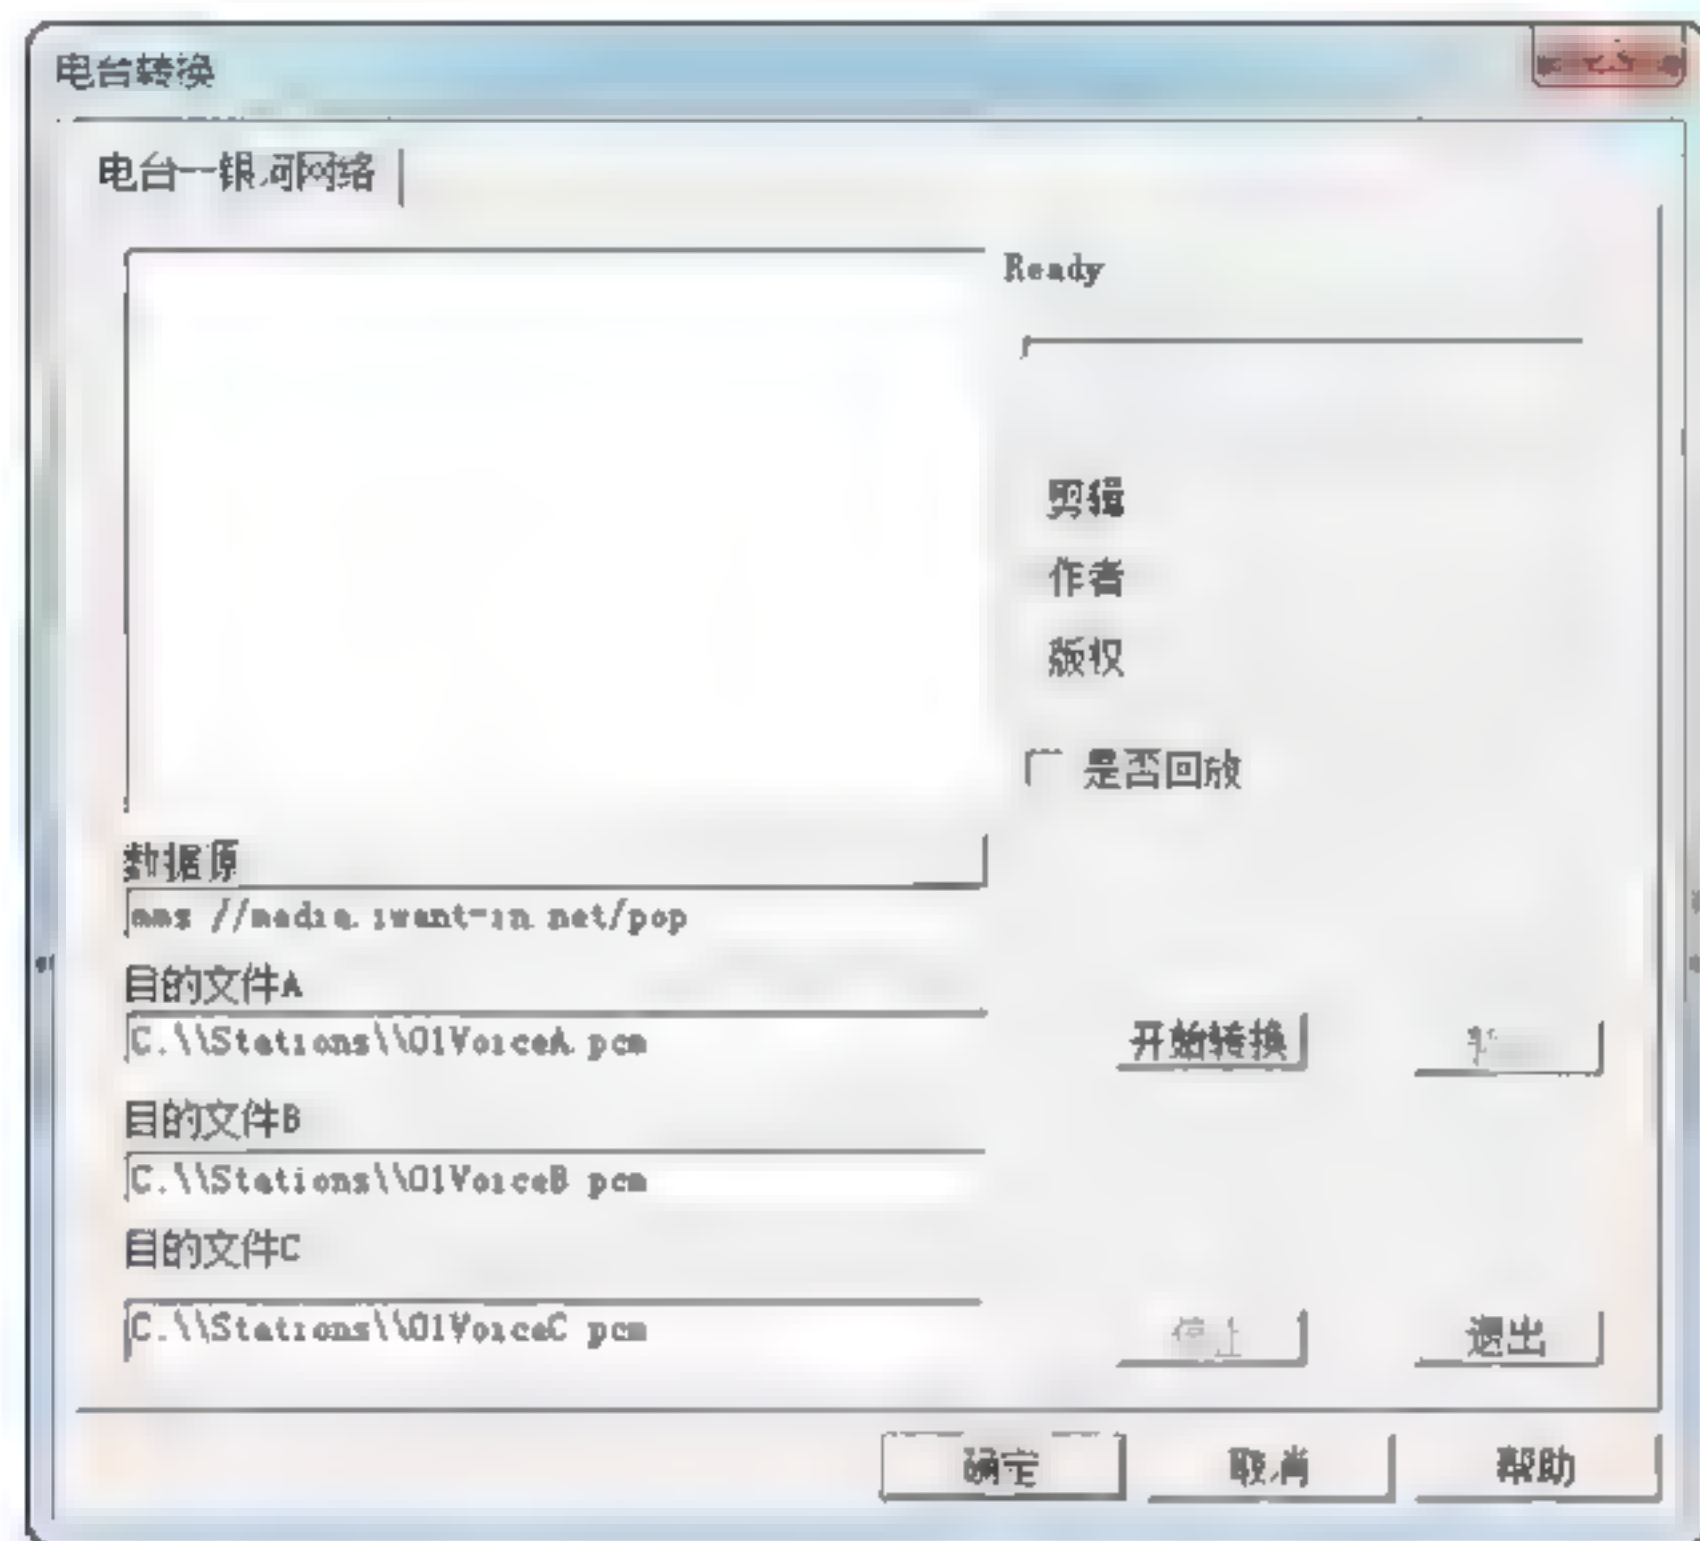 电台转换
电台一银河网络
Ready
剪辑
作者
版权
是否回放
数据原
mms //media.iwant-in.net/pop
目的文件A
C.\\Stations\\01VoiceA.pcm
开始转换
目的文件B
C.\\Stations\\01VoiceB pcm
目的文件C
C.\\Stations\\01VoiceC pcm
停止
退出
确定
取消
帮助